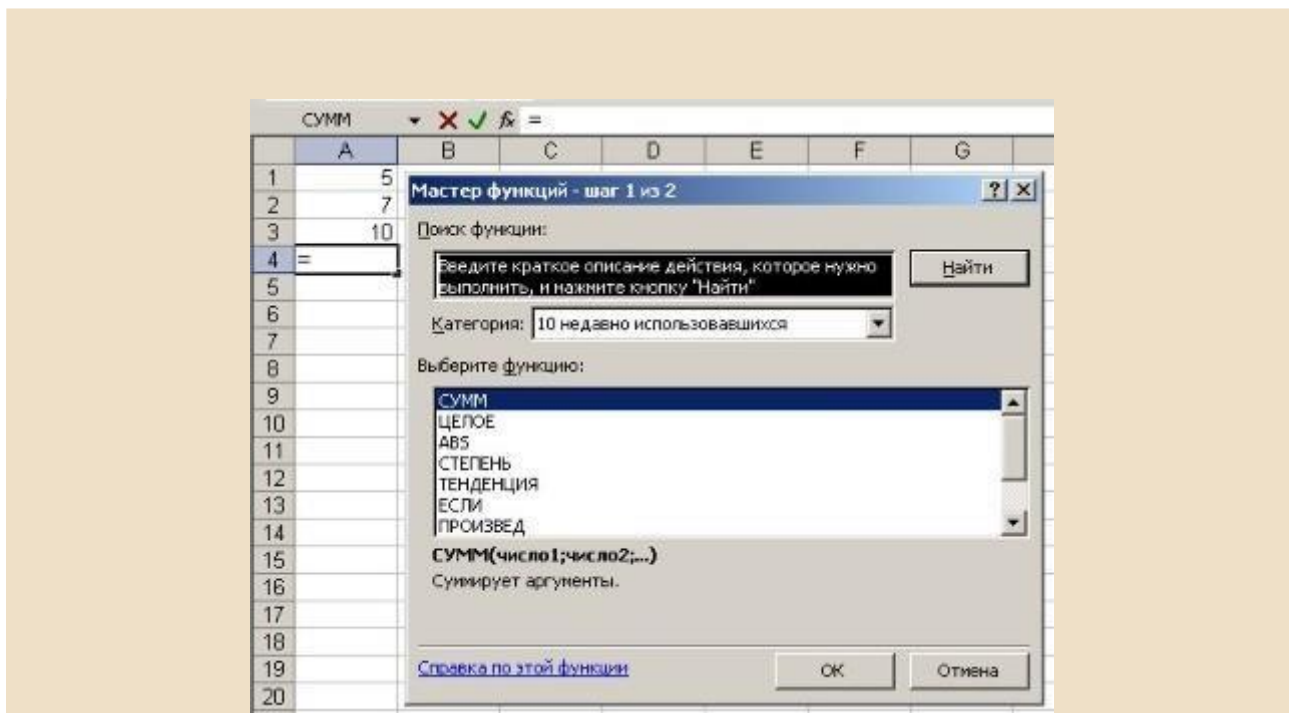 СУММ =
A B C D E F G
1 5
2 7
3 10
4 =
5
6
7
8
9
10
11
12
13
14
15
16
17
18
19
20
Мастер функций - шаг 1 из 2
Поиск функции:
Введите краткое описание действия, которое нужно
выполнить, и нажмите кнопку "Найти"
Найти
Категория: 10 недавно использовавшихся
Выберите функцию:
СУММ
ЦЕЛОЕ
ABS
СТЕПЕНЬ
ТЕНДЕНЦИЯ
ЕСЛИ
ПРОИЗВЕД
СУММ(число1;число2;...)
Суммирует аргументы.
Справка по этой функции
ОК
Отмена